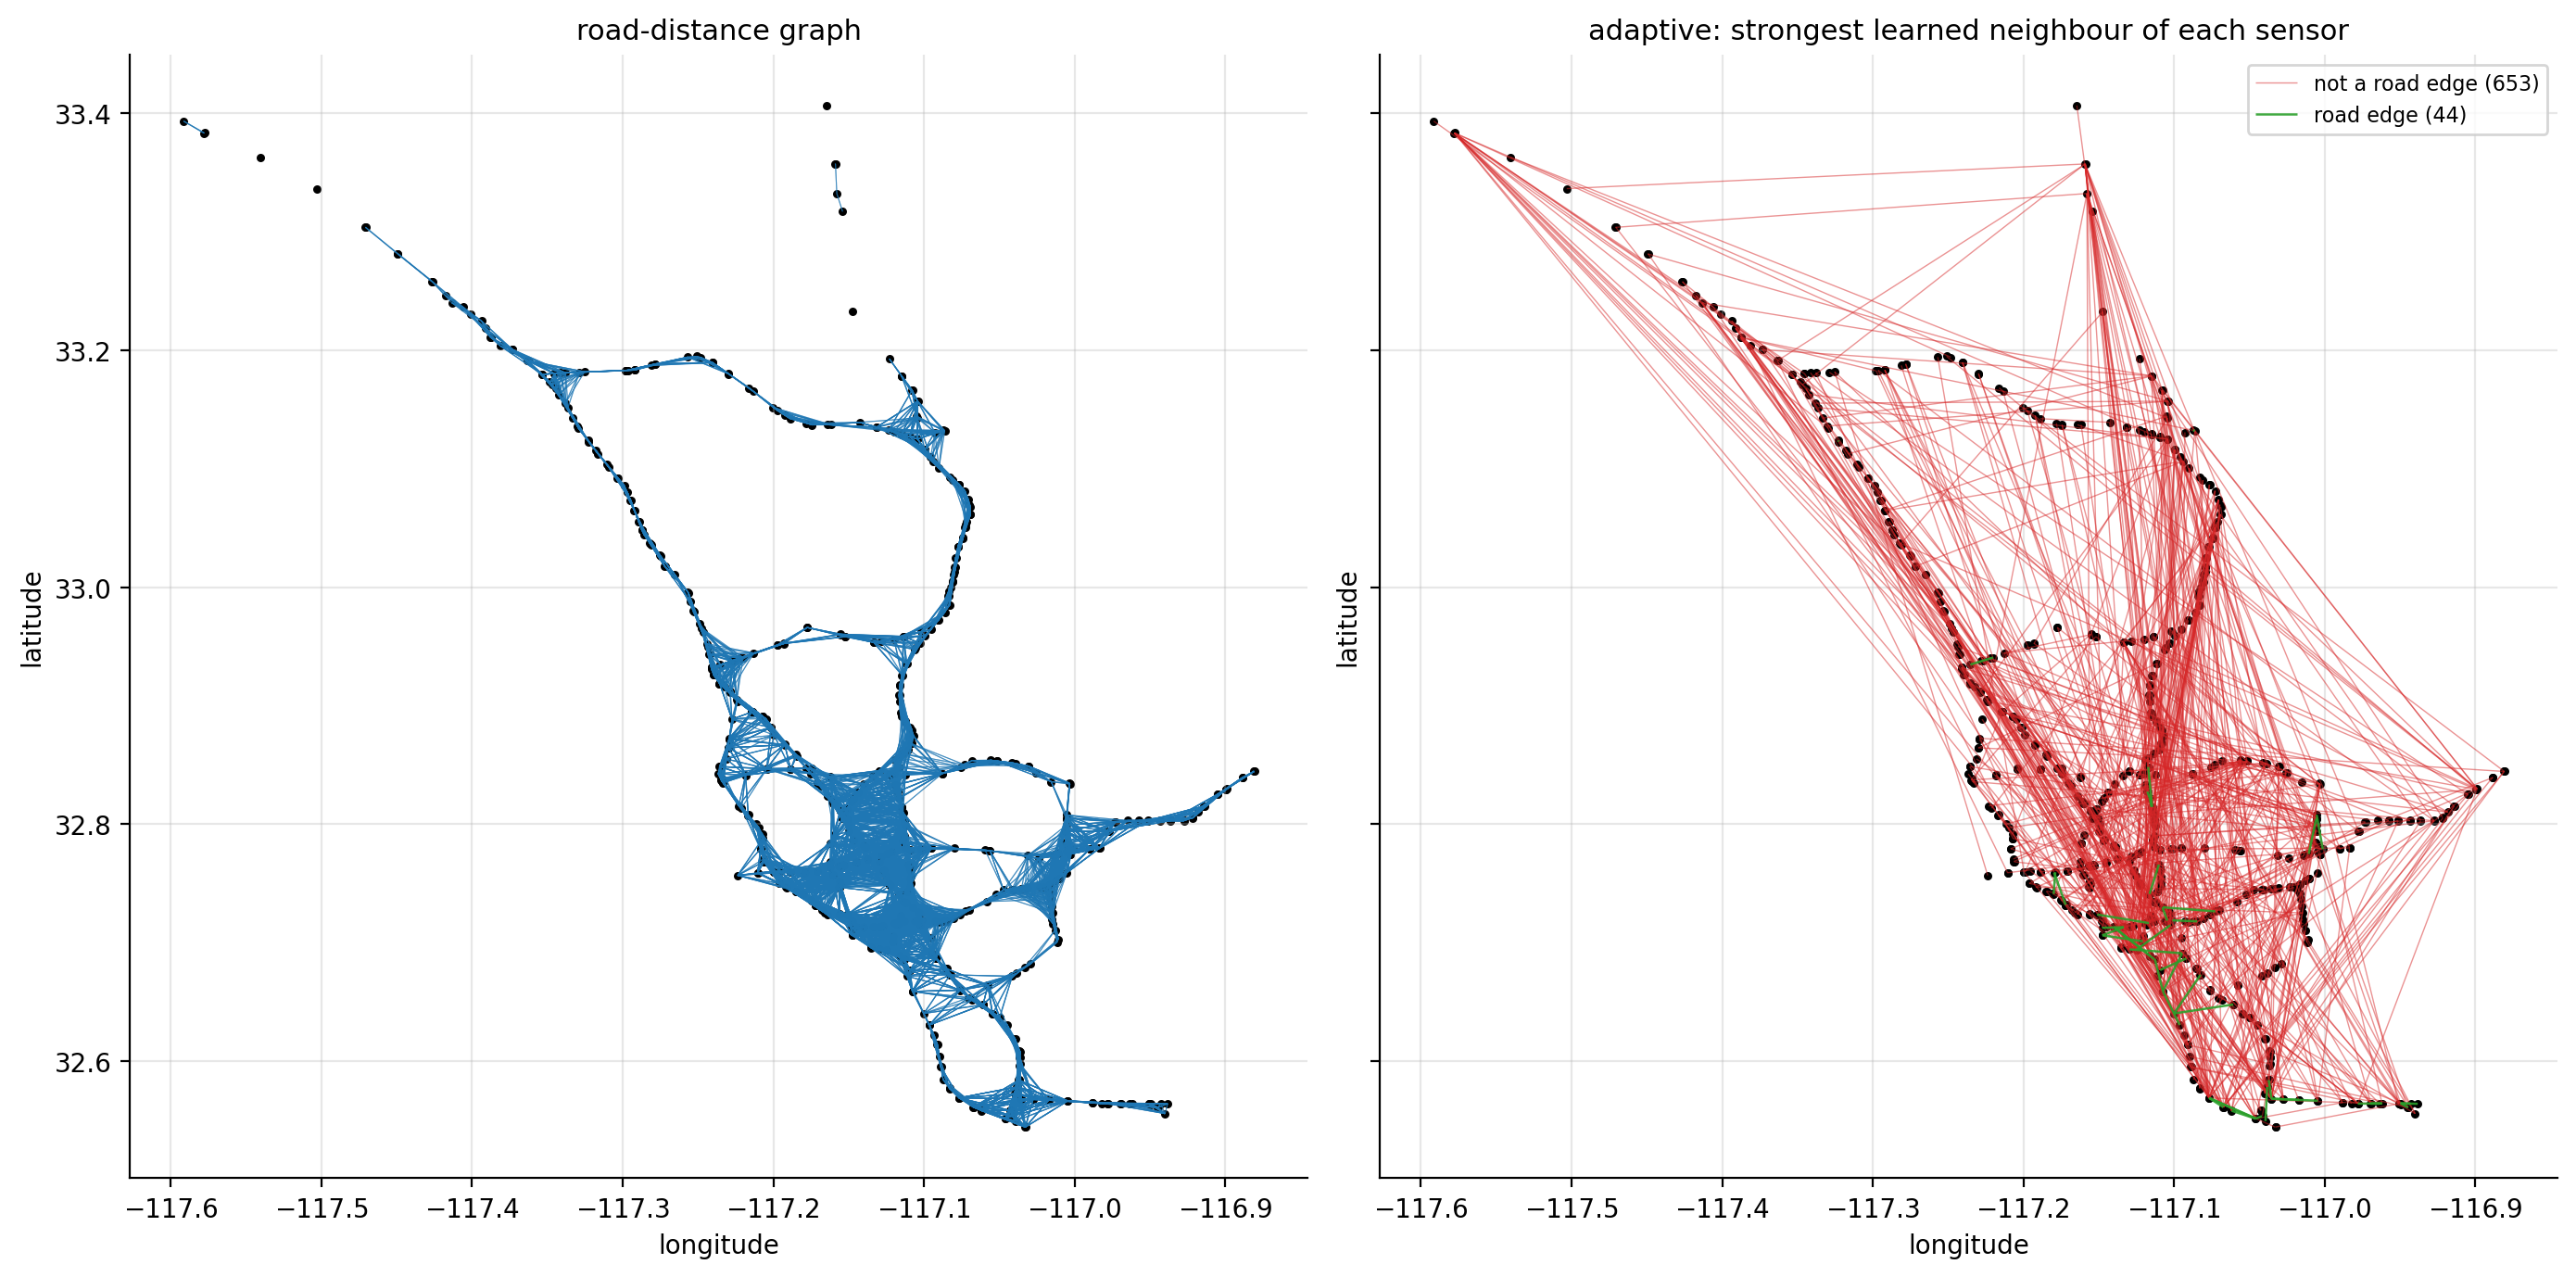 road-distance graph
33.4
33.2
33.0
32.8
32.6
latitude
−117.6 −117.5 −117.4 −117.3 −117.2 −117.1 −117.0 −116.9
longitude
adaptive: strongest learned neighbour of each sensor
not a road edge (653)
road edge (44)
latitude
−117.6 −117.5 −117.4 −117.3 −117.2 −117.1 −117.0 −116.9
longitude